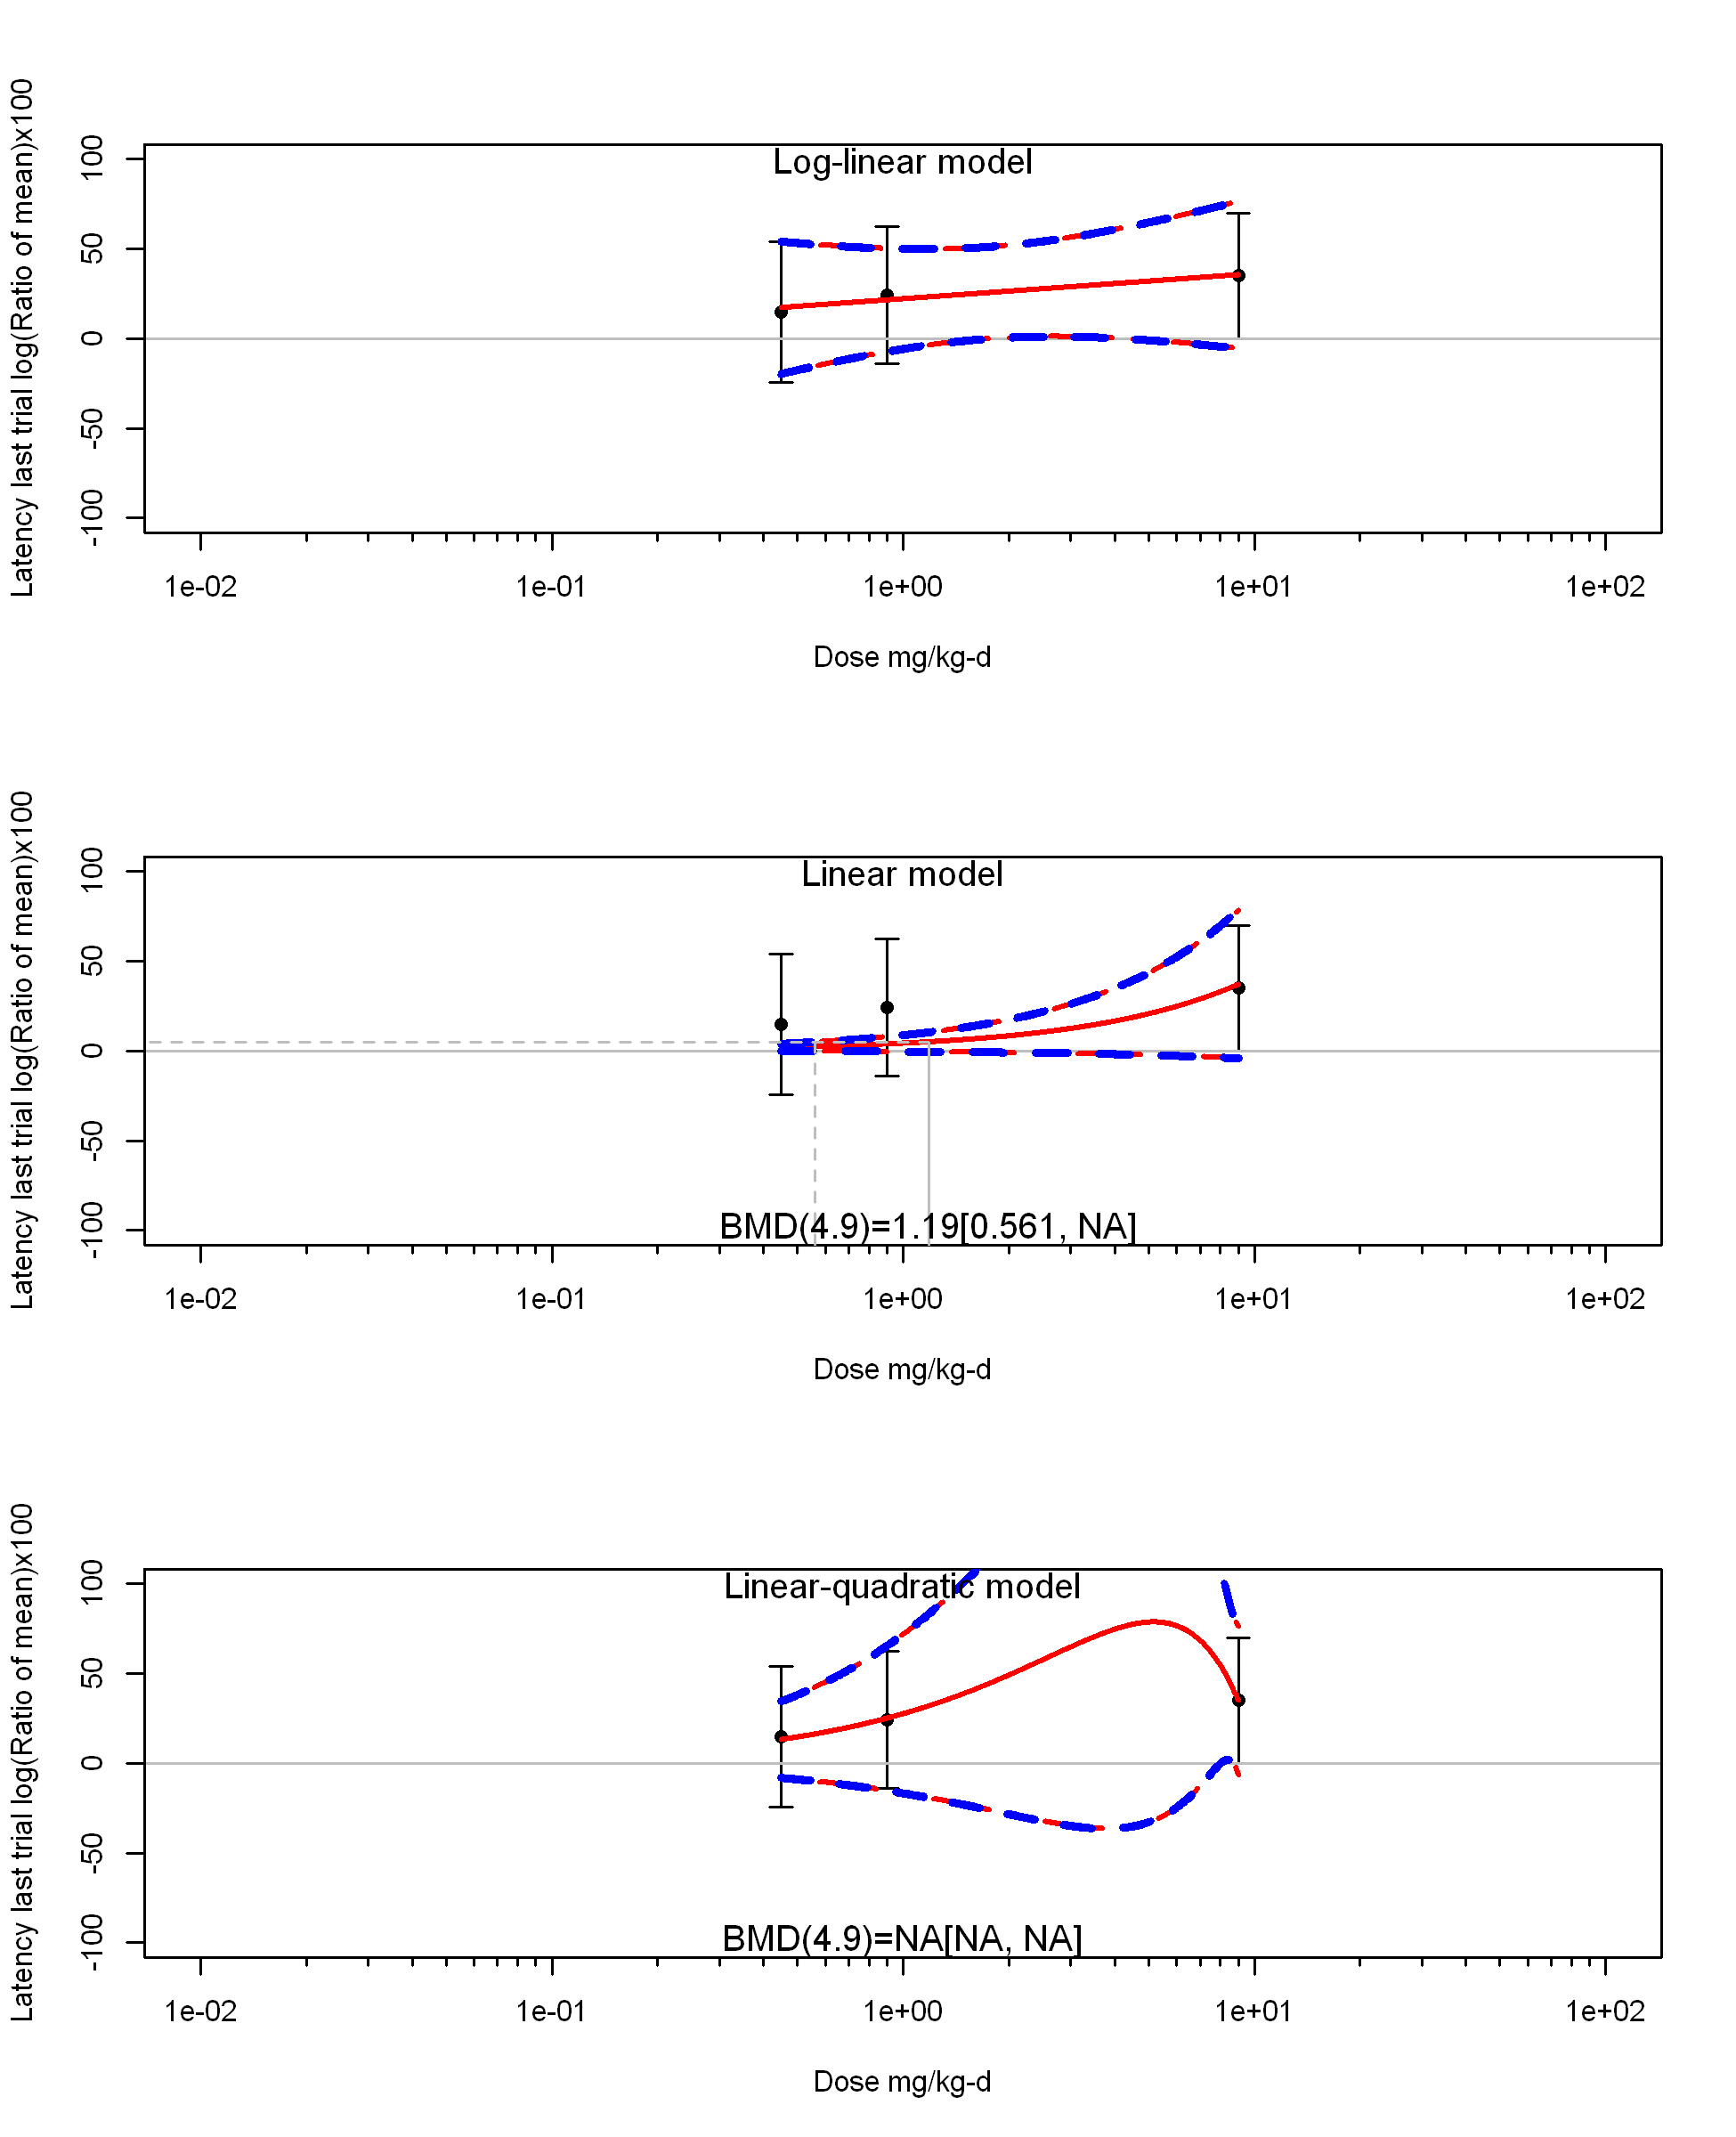 Log-linear model
Latency last trial log(Ratio of mean)x100
100
50
0
-50
-100
1e-02 1e-01 1e+00 1e+01 1e+02
Dose mg/kg-d
Linear model
Latency last trial log(Ratio of mean)x100
100
50
0
-50
-100
BMD(4.9)=1.19[0.561, NA]
1e-02 1e-01 1e+00 1e+01 1e+02
Dose mg/kg-d
Linear-quadratic model
Latency last trial log(Ratio of mean)x100
100
50
0
-50
-100
BMD(4.9)=NA[NA, NA]
1e-02 1e-01 1e+00 1e+01 1e+02
Dose mg/kg-d